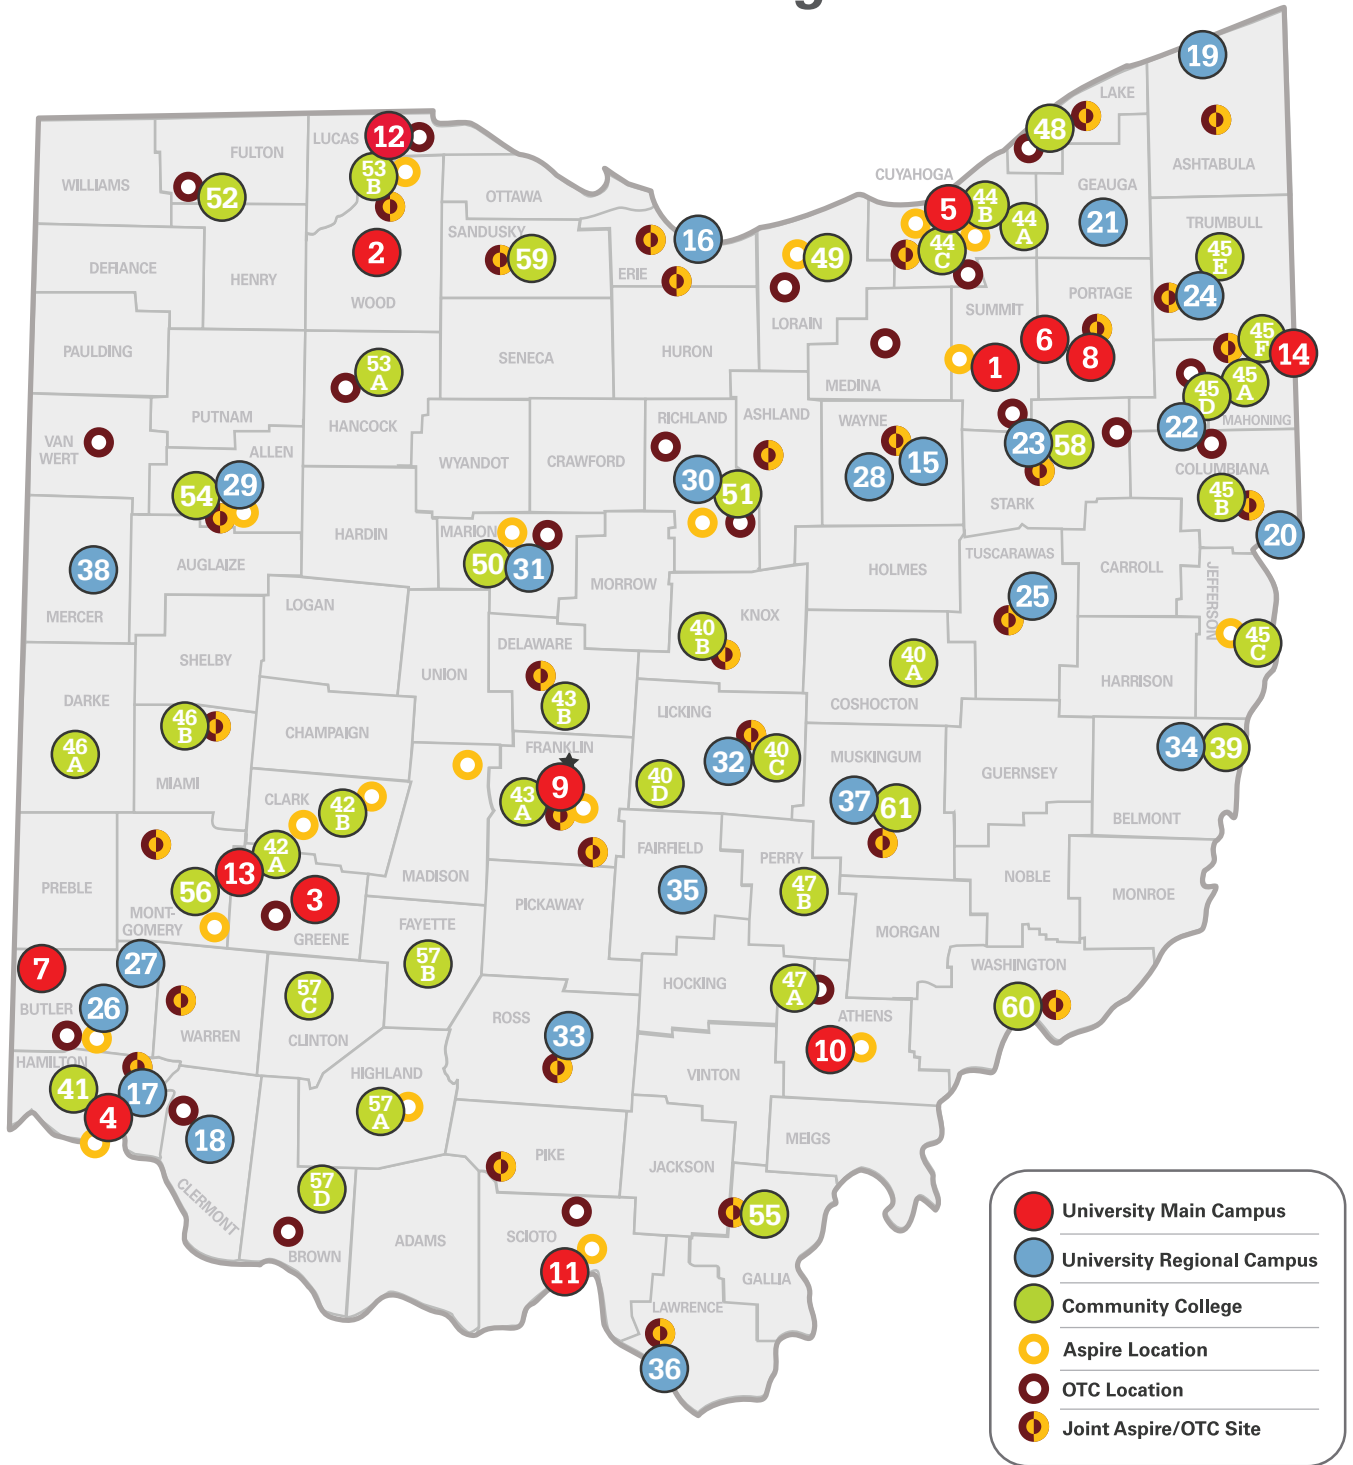 19
LAKE
48
12
LUCAS
ASHTABULA
FULTON
53
B
CUYAHOGA
WILLIAMS
GEAUGA
52
OTTAWA
5
44
B
44
A
21
TRUMBULL
SANDUSKY
16
2
59
44
C
49
45
E
DEFIANCE
HENRY
ERIE
WOOD
PORTAGE
24
SUMMIT
LORAIN
PAULDING
SENECA
HURON
6
8
1
45
F
14
53
A
MEDINA
45
D
45
A
PUTNAM
HANCOCK
RICHLAND
ASHLAND
WAYNE
MAHONING
VAN
WERT
ALLEN
22
23
58
WYANDOT
CRAWFORD
COLUMBIANA
54
29
30
51
28
15
45
B
STARK
MARION
HARDIN
20
38
AUGLAIZE
50
31
MORROW
HOLMES
TUSCARAWAS
CARROLL
JEFFERSON
MERCER
LOGAN
KNOX
25
40
B
DELAWARE
45
C
SHELBY
UNION
40
A
HARRISON
DARKE
COSHOCTON
43
B
LICKING
46
B
46
A
CHAMPAIGN
FRANKLIN
32
40
C
MUSKINGUM
34
39
MIAMI
GUERNSEY
CLARK
42
B
43
A
9
40
D
37
61
BELMONT
42
A
FAIRFIELD
PERRY
13
PREBLE
56
3
MADISON
35
47
B
NOBLE
MONROE
MONT-
GOMERY
GREENE
PICKAWAY
FAYETTE
MORGAN
7
27
57
B
WASHINGTON
HOCKING
47
A
BUTLER
26
57
C
60
WARREN
ROSS
33
ATHENS
CLINTON
10
HAMILTON
HIGHLAND
VINTON
41
17
57
A
4
18
MEIGS
PIKE
JACKSON
57
D
CLERMONT
55
BROWN
ADAMS
SCIOTO
11
GALLIA
LAWRENCE
36
University Main Campus
University Regional Campus
Community College
Aspire Location
OTC Location
Joint Aspire/OTC Site